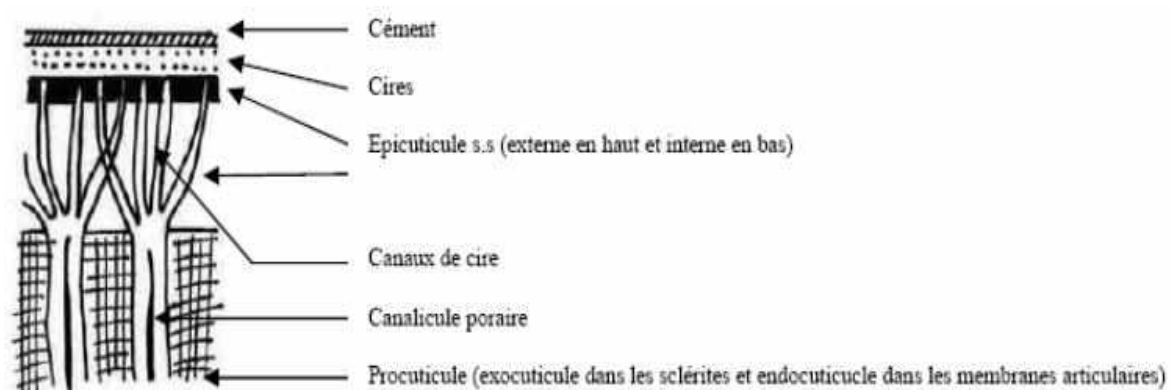 Cément
Cires
Epicuticule s.s (externe en haut et interne en bas)
Canaux de cire
Canalicule poraire
Procuticule (exocuticule dans les sclérites et endocuticucle dans les membranes articulaires)